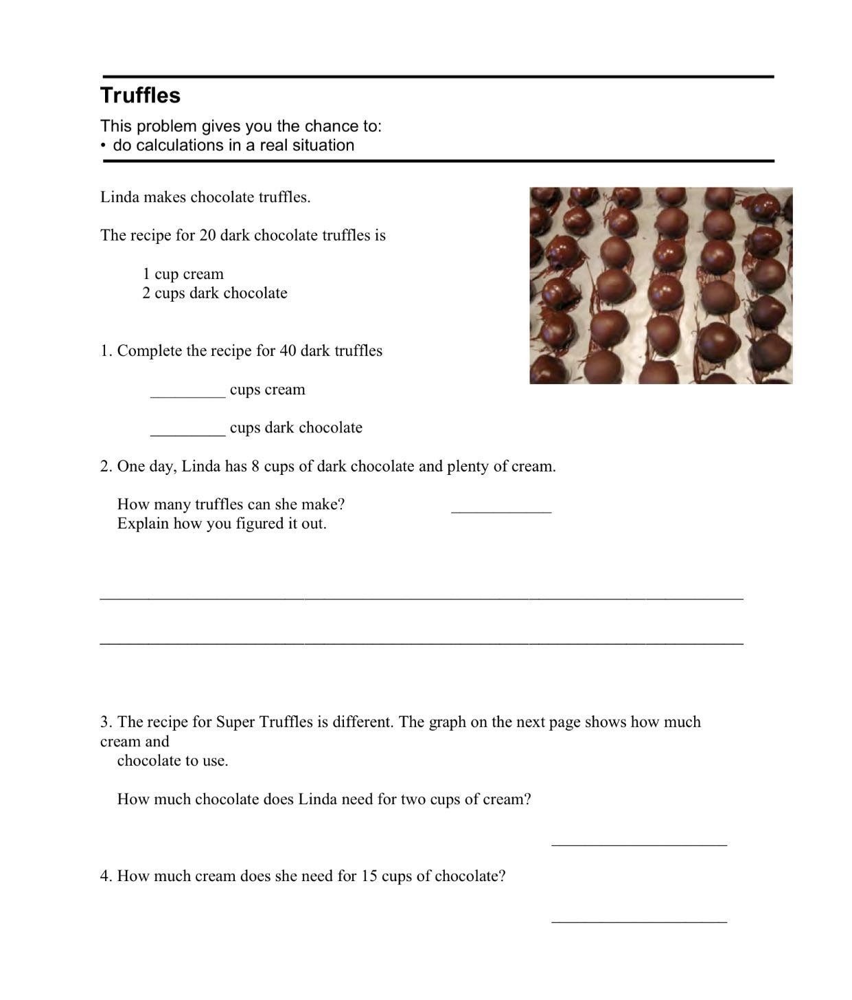 Truffles
This problem gives you the chance to:
• do calculations in a real situation
Linda makes chocolate truffles.
The recipe for 20 dark chocolate truffles is
1 cup cream
2 cups dark chocolate
1. Complete the recipe for 40 dark truffles
_________ cups cream
_________ cups dark chocolate
2. One day, Linda has 8 cups of dark chocolate and plenty of cream.
How many truffles can she make? ____________
Explain how you figured it out.
3. The recipe for Super Truffles is different. The graph on the next page shows how much
cream and
chocolate to use.
How much chocolate does Linda need for two cups of cream?
4. How much cream does she need for 15 cups of chocolate?